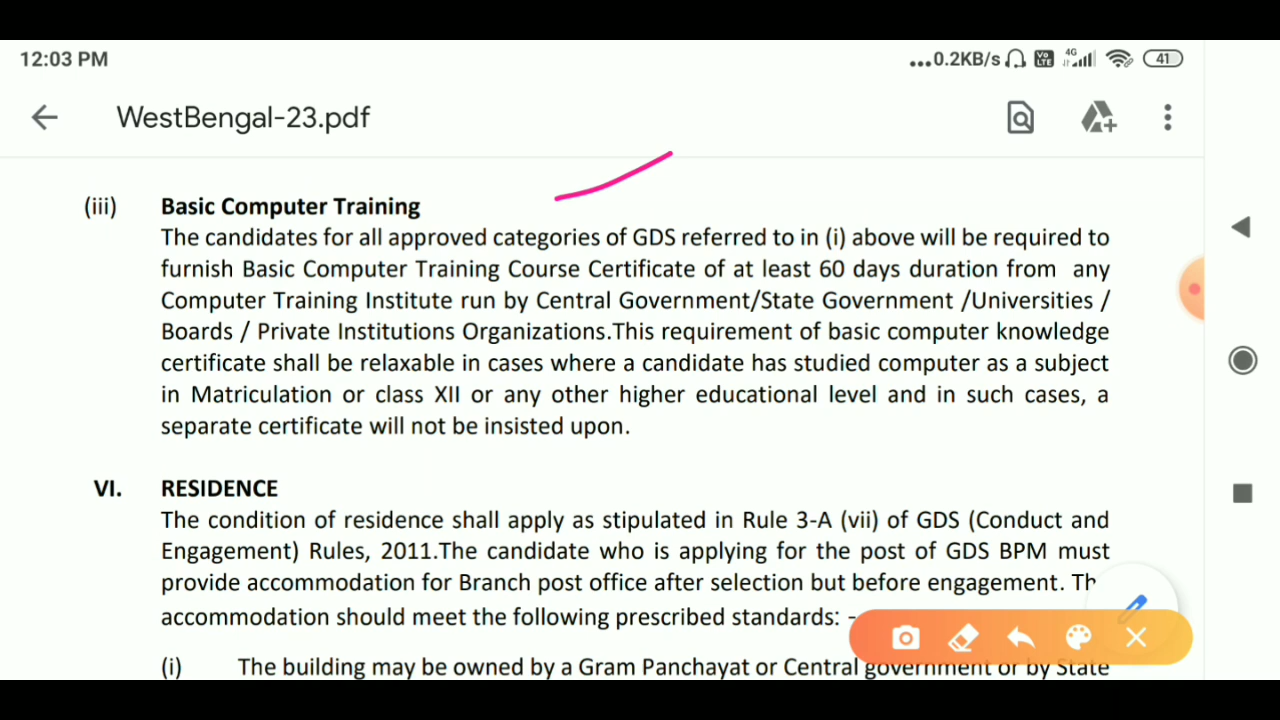 12:03 PM
...0.2KB/s Vo LTE 4G 41
WestBengal-23.pdf
(iii) Basic Computer Training
The candidates for all approved categories of GDS referred to in (i) above will be required to
furnish Basic Computer Training Course Certificate of at least 60 days duration from any
Computer Training Institute run by Central Government/State Government /Universities /
Boards / Private Institutions Organizations.This requirement of basic computer knowledge
certificate shall be relaxable in cases where a candidate has studied computer as a subject
in Matriculation or class XII or any other higher educational level and in such cases, a
separate certificate will not be insisted upon.
VI. RESIDENCE
The condition of residence shall apply as stipulated in Rule 3-A (vii) of GDS (Conduct and
Engagement) Rules, 2011.The candidate who is applying for the post of GDS BPM must
provide accommodation for Branch post office after selection but before engagement. Th
accommodation should meet the following prescribed standards: -
(i) The building may be owned by a Gram Panchayat or Central government or by State